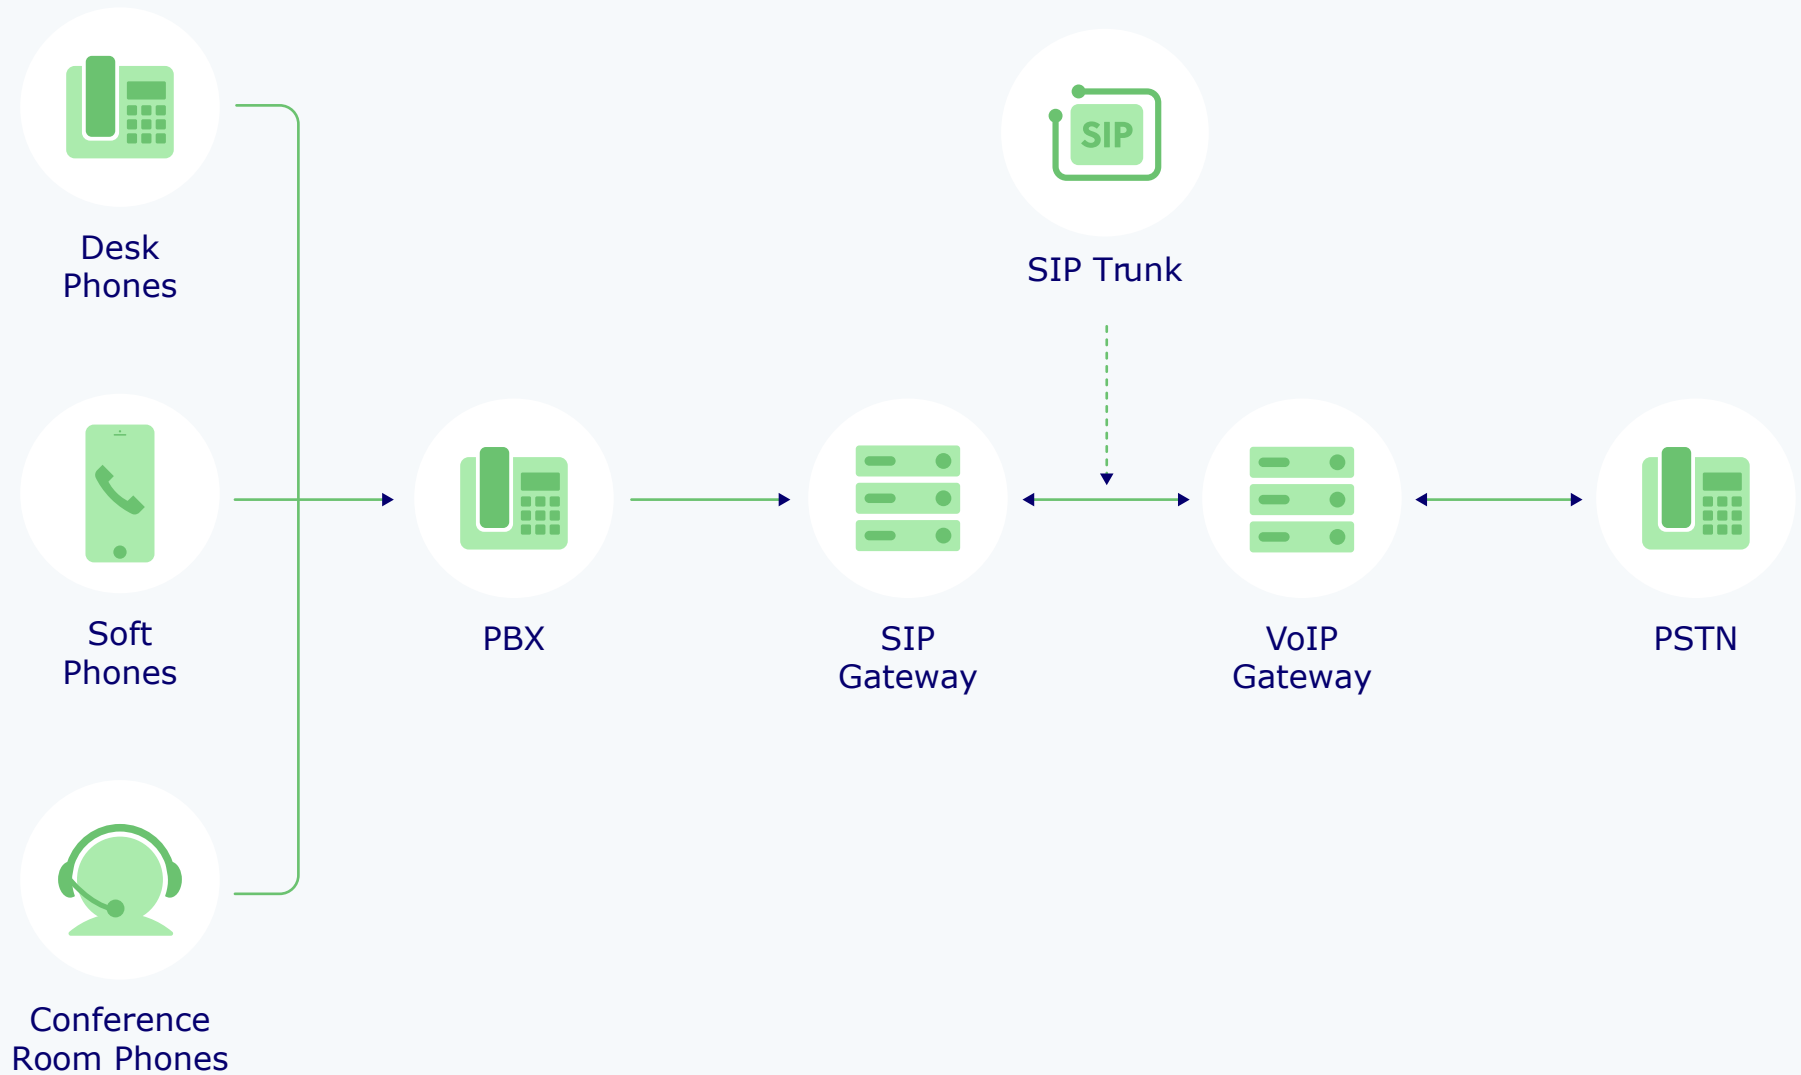 Desk
Phones
SIP
SIP Trunk
Soft
Phones
PBX
SIP
Gateway
VoIP
Gateway
PSTN
Conference
Room Phones